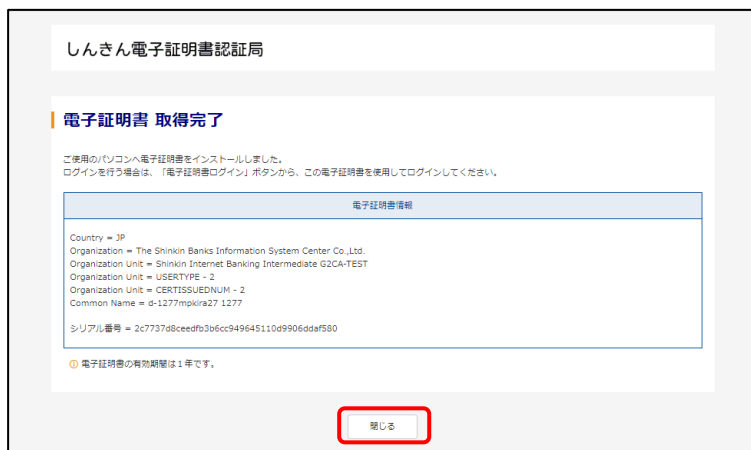 しんきん電子証明書認証局
電子証明書 取得完了
ご使用のパソコンへ電子証明書をインストールしました。
ログインを行う場合は、「電子証明書ログイン」ボタンから、この電子証明書を使用してログインしてください。
電子証明書情報
Country = JP
Organization = The Shinkin Banks Information System Center Co.,Ltd.
Organization Unit = Shinkin Internet Banking Intermediate G2CA-TEST
Organization Unit = USERTYPE - 2
Organization Unit = CERTISSUEDNUM - 2
Common Name = d-1277mpkira27 1277
シリアル番号 = 2c7737d8ceedfb3b6cc949645110d9906ddaf580
電子証明書の有効期間は1年です。
閉じる